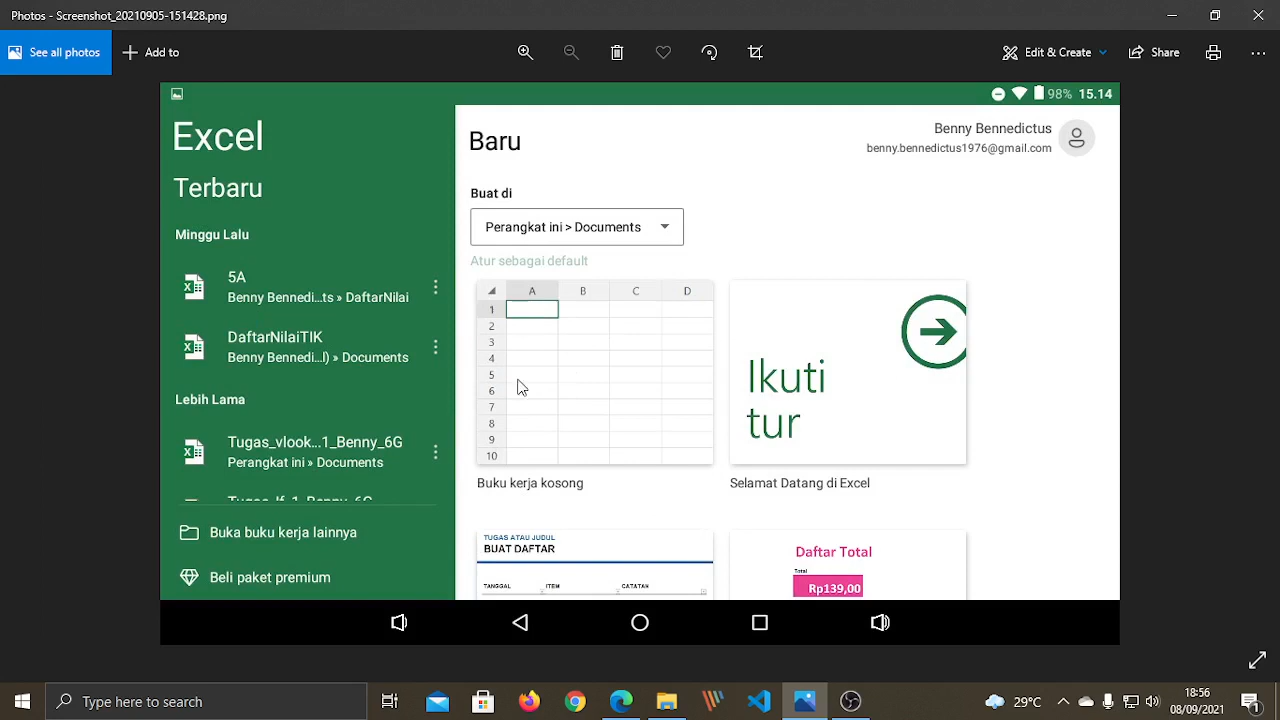 Photos - Screenshot_20210905-151428.png
See all photos
Add to
Edit & Create
Share
98% 15.14
Excel
Terbaru
Minggu Lalu
5A
Benny Bennedi...ts » DaftarNilai
DaftarNilaiTIK
Benny Bennedi...l) » Documents
Lebih Lama
Tugas_vlook...1_Benny_6G
Perangkat ini » Documents
Tugas_If_1_Benny_6G
Buka buku kerja lainnya
Beli paket premium
Baru
Benny Bennedictus
benny.bennedictus1976@gmail.com
Buat di
Perangkat ini > Documents
Atur sebagai default
A B C D
1
2
3
4
5
6
7
8
9
10
Buku kerja kosong
Ikuti
tur
Selamat Datang di Excel
TUGAS ATAU JUDUL
BUAT DAFTAR
TANGGAL ITEM CATATAN
Daftar Total
Total
Rp139,00
Type here to search
29°C
18:56
08/09/2021
1